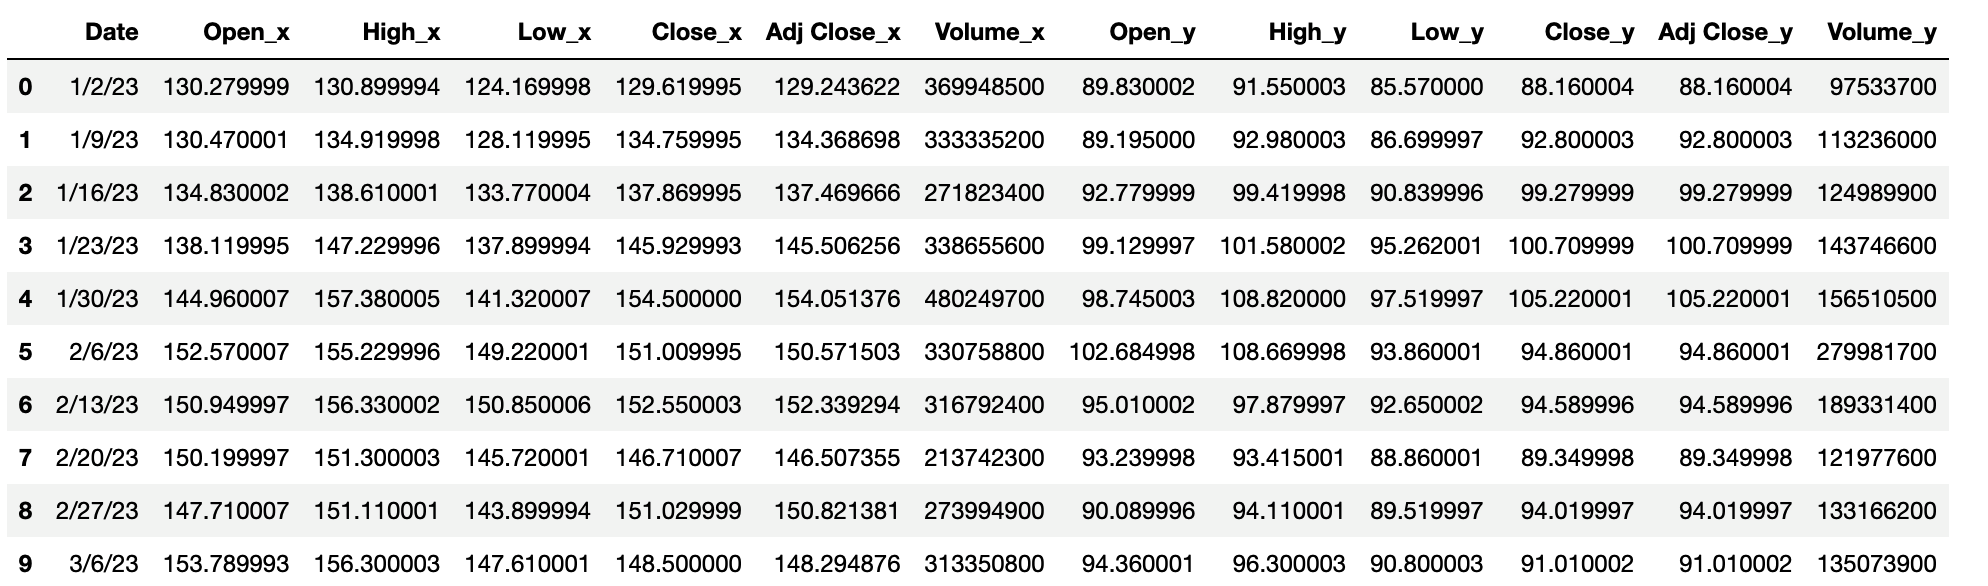 Date Open_x High_x Low_x Close_x Adj Close_x Volume_x Open_y High_y Low_y Close_y Adj Close_y Volume_y
0 1/2/23 130.279999 130.899994 124.169998 129.619995 129.243622 369948500 89.830002 91.550003 85.570000 88.160004 88.160004 97533700
1 1/9/23 130.470001 134.919998 128.119995 134.759995 134.368698 333335200 89.195000 92.980003 86.699997 92.800003 92.800003 113236000
2 1/16/23 134.830002 138.610001 133.770004 137.869995 137.469666 271823400 92.779999 99.419998 90.839996 99.279999 99.279999 124989900
3 1/23/23 138.119995 147.229996 137.899994 145.929993 145.506256 338655600 99.129997 101.580002 95.262001 100.709999 100.709999 143746600
4 1/30/23 144.960007 157.380005 141.320007 154.500000 154.051376 480249700 98.745003 108.820000 97.519997 105.220001 105.220001 156510500
5 2/6/23 152.570007 155.229996 149.220001 151.009995 150.571503 330758800 102.684998 108.669998 93.860001 94.860001 94.860001 279981700
6 2/13/23 150.949997 156.330002 150.850006 152.550003 152.339294 316792400 95.010002 97.879997 92.650002 94.589996 94.589996 189331400
7 2/20/23 150.199997 151.300003 145.720001 146.710007 146.507355 213742300 93.239998 93.415001 88.860001 89.349998 89.349998 121977600
8 2/27/23 147.710007 151.110001 143.899994 151.029999 150.821381 273994900 90.089996 94.110001 89.519997 94.019997 94.019997 133166200
9 3/6/23 153.789993 156.300003 147.610001 148.500000 148.294876 313350800 94.360001 96.300003 90.800003 91.010002 91.010002 135073900